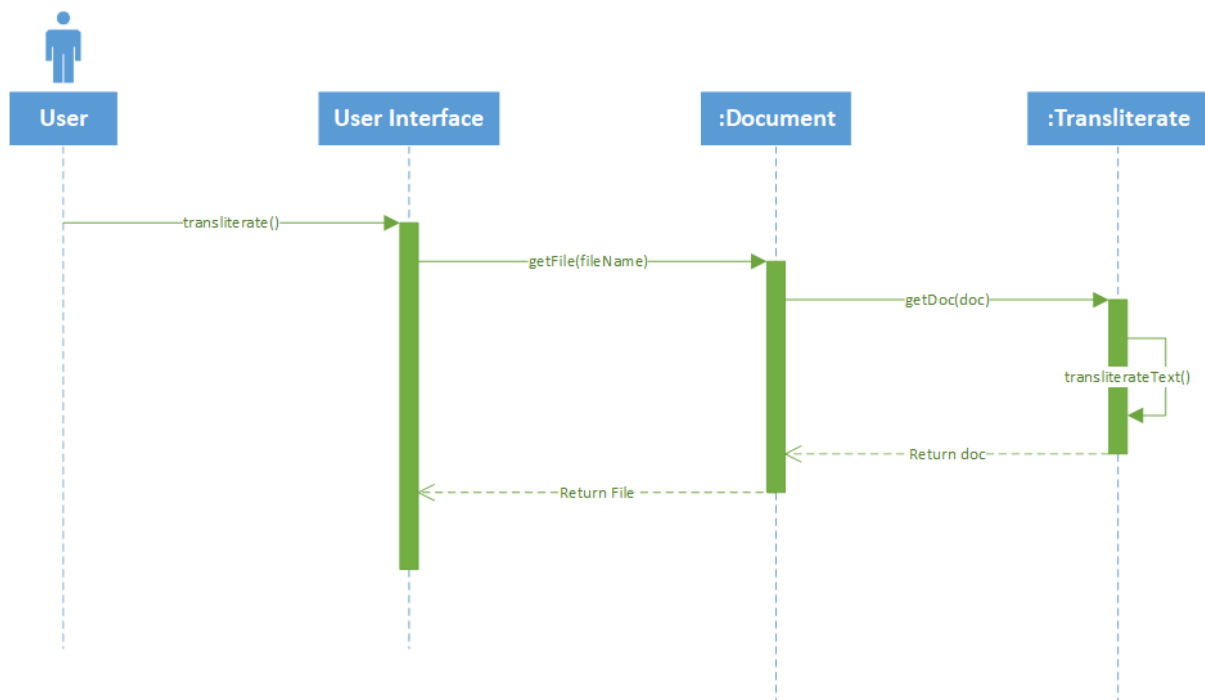 User
User Interface
:Document
:Transliterate
transliterate()
getFile(fileName)
getDoc(doc)
transliterateText()
Return doc
Return File